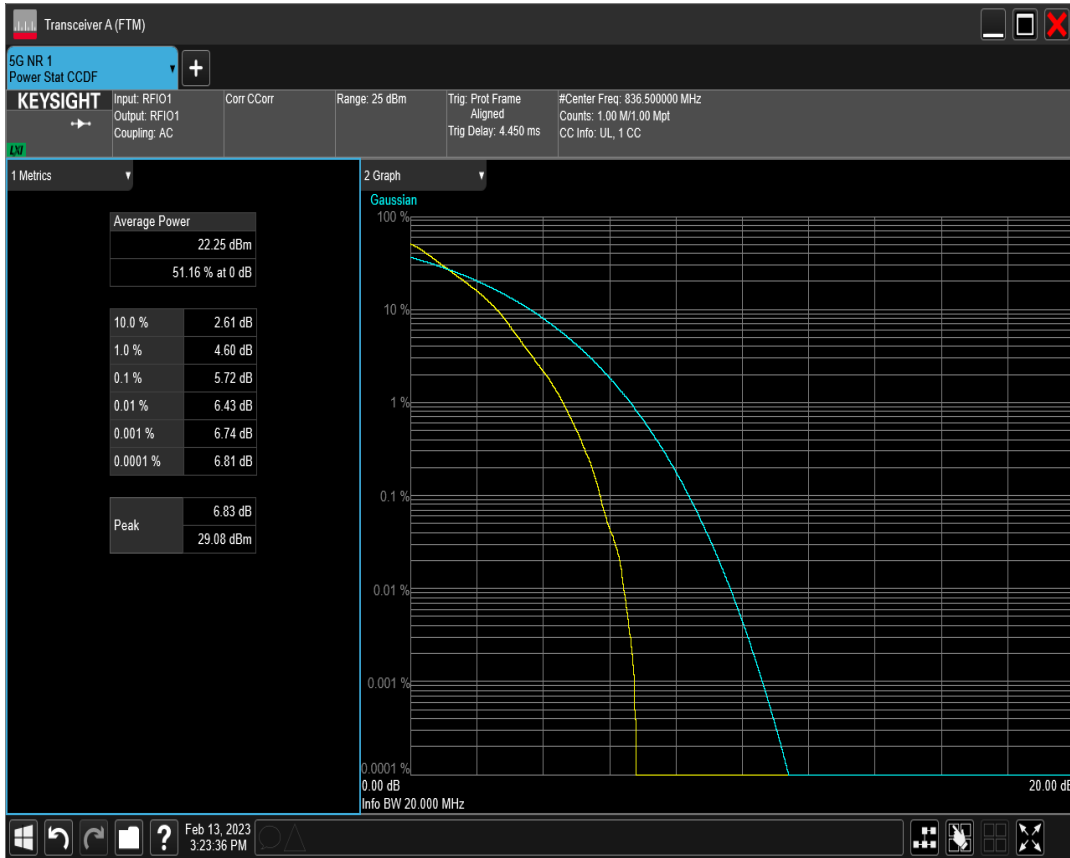 Transceiver A (FTM)
5G NR 1
Power Stat CCDF
+
KEYSIGHT
LXI
Input: RFIO1
Output: RFIO1
Coupling: AC
Corr CCorr
Range: 25 dBm
Trig: Prot Frame
Aligned
Trig Delay: 4.450 ms
#Center Freq: 836.500000 MHz
Counts: 1.00 M/1.00 Mpt
CC Info: UL, 1 CC
1 Metrics
Average Power
22.25 dBm
51.16 % at 0 dB
10.0 % 2.61 dB
1.0 % 4.60 dB
0.1 % 5.72 dB
0.01 % 6.43 dB
0.001 % 6.74 dB
0.0001 % 6.81 dB
Peak 6.83 dB
29.08 dBm
2 Graph
Gaussian
100 %
10 %
1 %
0.1 %
0.01 %
0.001 %
0.0001 %
0.00 dB 20.00 dB
Info BW 20.000 MHz
? Feb 13, 2023
3:23:36 PM